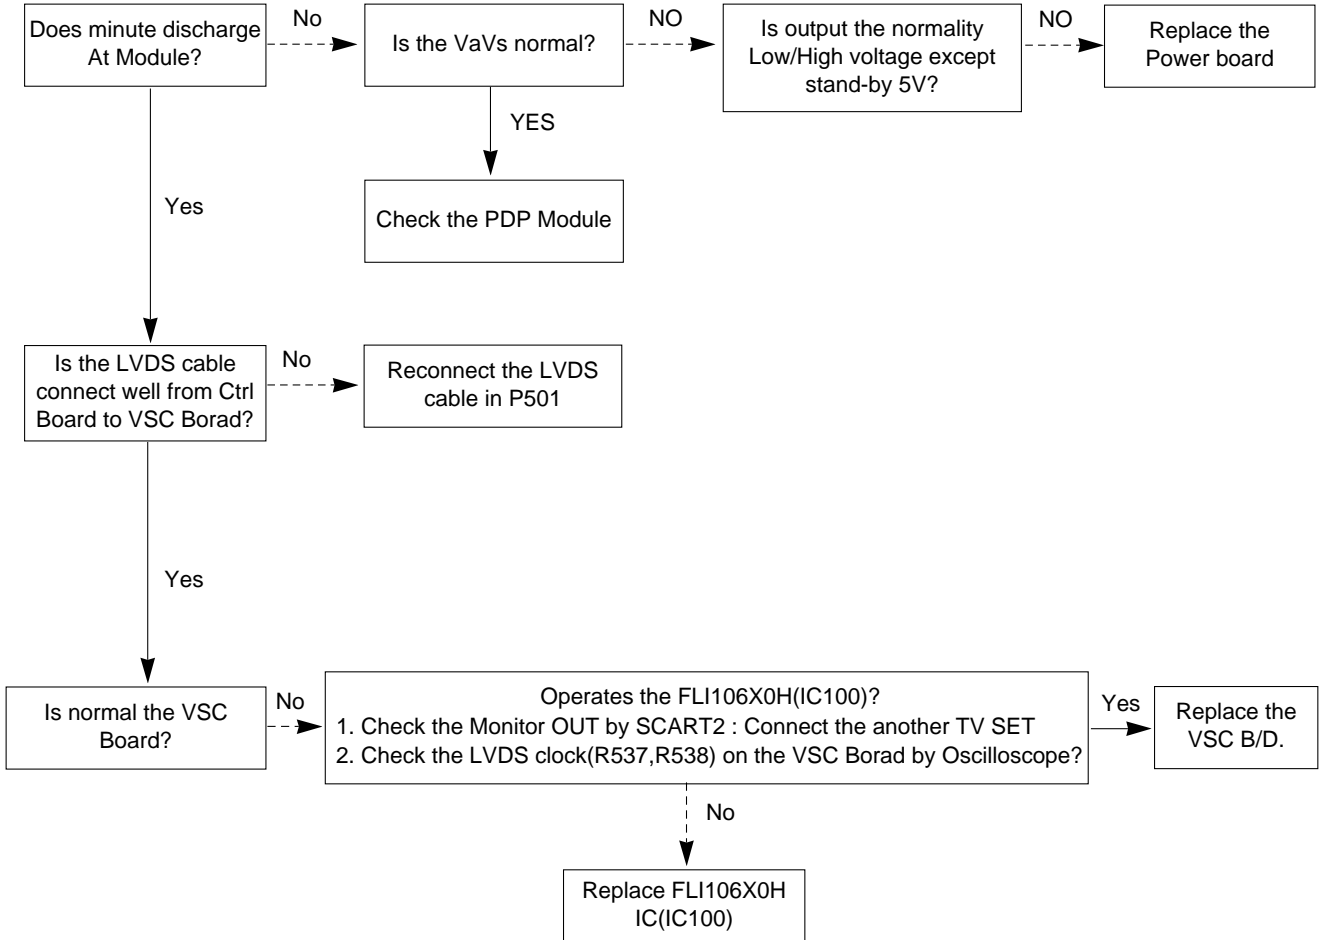 Does minute discharge
At Module?
No
Is the VaVs normal?
NO
Is output the normality
Low/High voltage except
stand-by 5V?
NO
Replace the
Power board
YES
Check the PDP Module
Yes
Is the LVDS cable
connect well from Ctrl
Board to VSC Borad?
No
Reconnect the LVDS
cable in P501
Yes
Is normal the VSC
Board?
No
Operates the FLI106X0H(IC100)?
1. Check the Monitor OUT by SCART2 : Connect the another TV SET
2. Check the LVDS clock(R537,R538) on the VSC Borad by Oscilloscope?
Yes
Replace the
VSC B/D.
No
Replace FLI106X0H
IC(IC100)